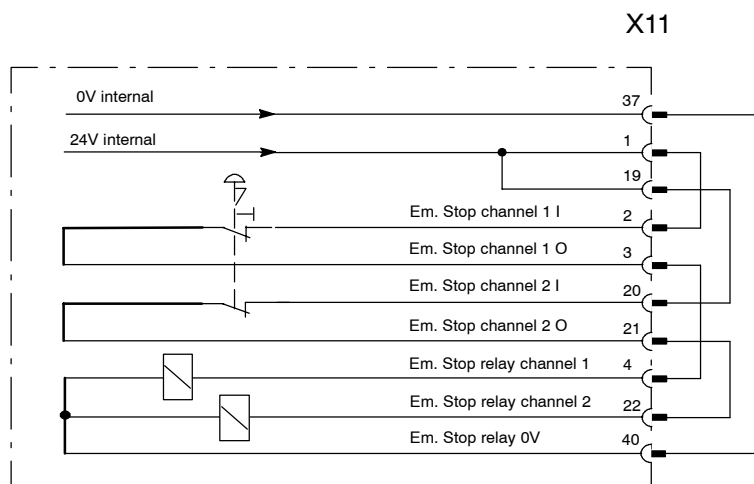 X11
0V internal 37
24V internal 1
19
Em. Stop channel 1 I 2
Em. Stop channel 1 O 3
Em. Stop channel 2 I 20
Em. Stop channel 2 O 21
Em. Stop relay channel 1 4
Em. Stop relay channel 2 22
Em. Stop relay 0V 40